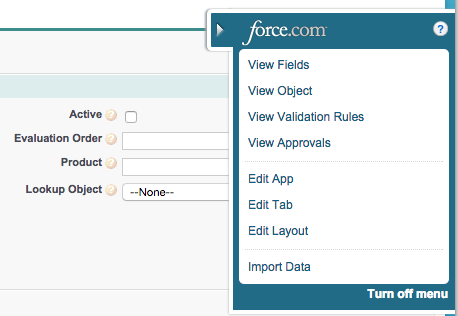 force.com
?
View Fields
View Object
View Validation Rules
View Approvals
Edit App
Edit Tab
Edit Layout
Import Data
Turn off menu
Active ?
Evaluation Order ?
Product ?
Lookup Object ? --None--